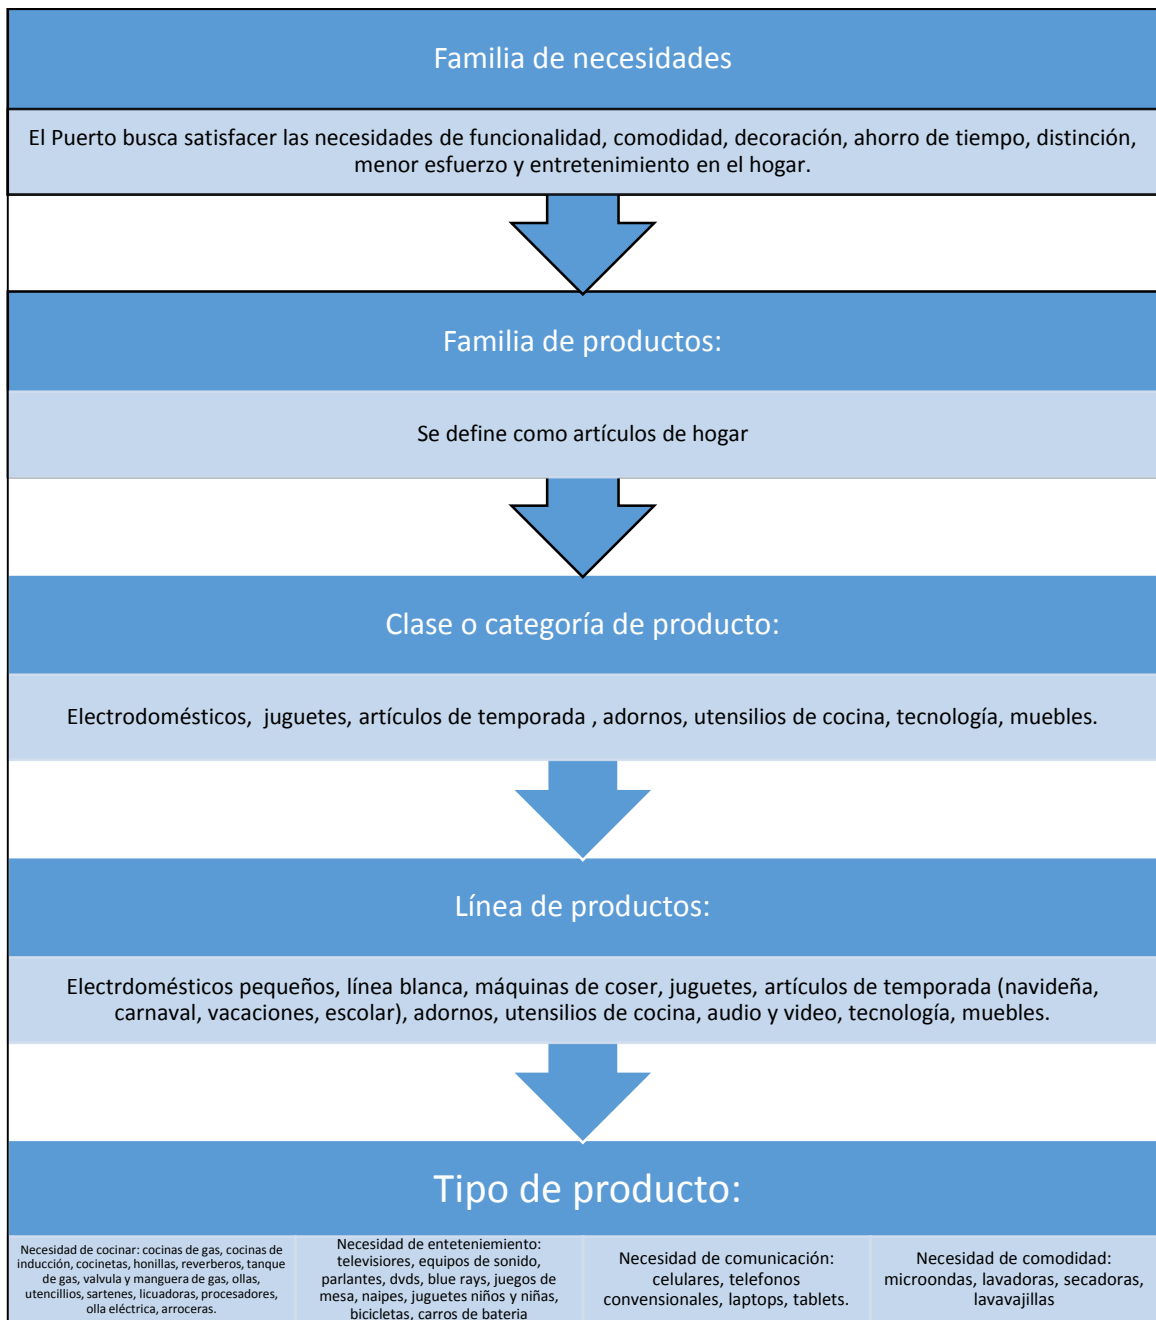 Familia de necesidades
El Puerto busca satisfacer las necesidades de funcionalidad, comodidad, decoración, ahorro de tiempo, distinción,
menor esfuerzo y entretenimiento en el hogar.
Familia de productos:
Se define como artículos de hogar
Clase o categoría de producto:
Electrodomésticos, juguetes, artículos de temporada , adornos, utensilios de cocina, tecnología, muebles.
Línea de productos:
Electrdomésticos pequeños, línea blanca, máquinas de coser, juguetes, artículos de temporada (navideña,
carnaval, vacaciones, escolar), adornos, utensilios de cocina, audio y video, tecnología, muebles.
Tipo de producto:
Necesidad de cocinar: cocinas de gas, cocinas de
inducción, cocinetas, honillas, reverberos, tanque
de gas, valvula y manguera de gas, ollas,
utencillios, sartenes, licuadoras, procesadores,
olla eléctrica, arroceras.
Necesidad de enteteniemiento:
televisiores, equipos de sonido,
parlantes, dvds, blue rays, juegos de
mesa, naipes, juguetes niños y niñas,
bicicletas, carros de bateria
Necesidad de comunicación:
celulares, telefonos
convensionales, laptops, tablets.
Necesidad de comodidad:
microondas, lavadoras, secadoras,
lavavajillas